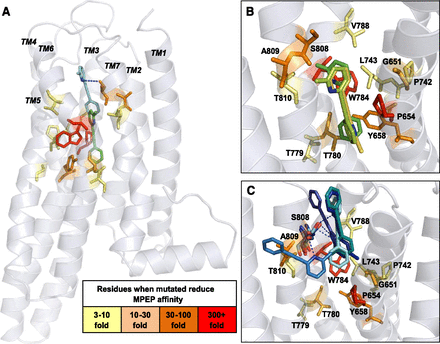 A
TM4
TM3
TM1
TM6
TM7
TM2
TM5
Residues when mutated reduce
MPEP affinity
3-10 fold
10-30 fold
30-100 fold
300+ fold
B
V788
A809
S808
L743
G651
P742
T810
W784
P654
Y658
T779
T780
C
S808
V788
A809
L743
P742
T810
W784
G651
P654
T780
Y658
T779